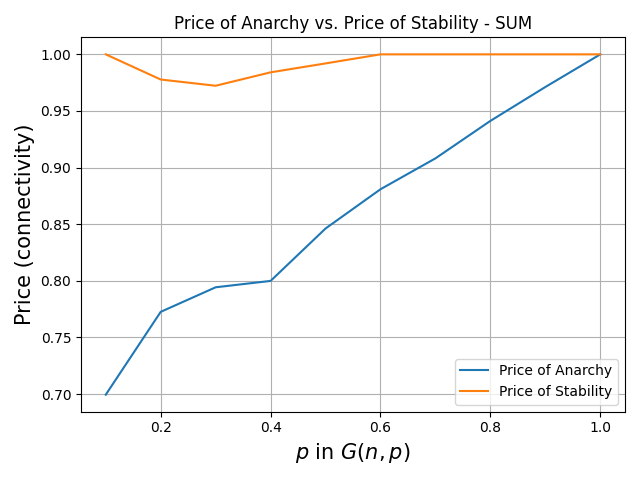 Price of Anarchy vs. Price of Stability - SUM
1.00
0.95
0.90
0.85
0.80
0.75
0.70
Price (connectivity)
0.2 0.4 0.6 0.8 1.0
p in G(n, p)
Price of Anarchy
Price of Stability